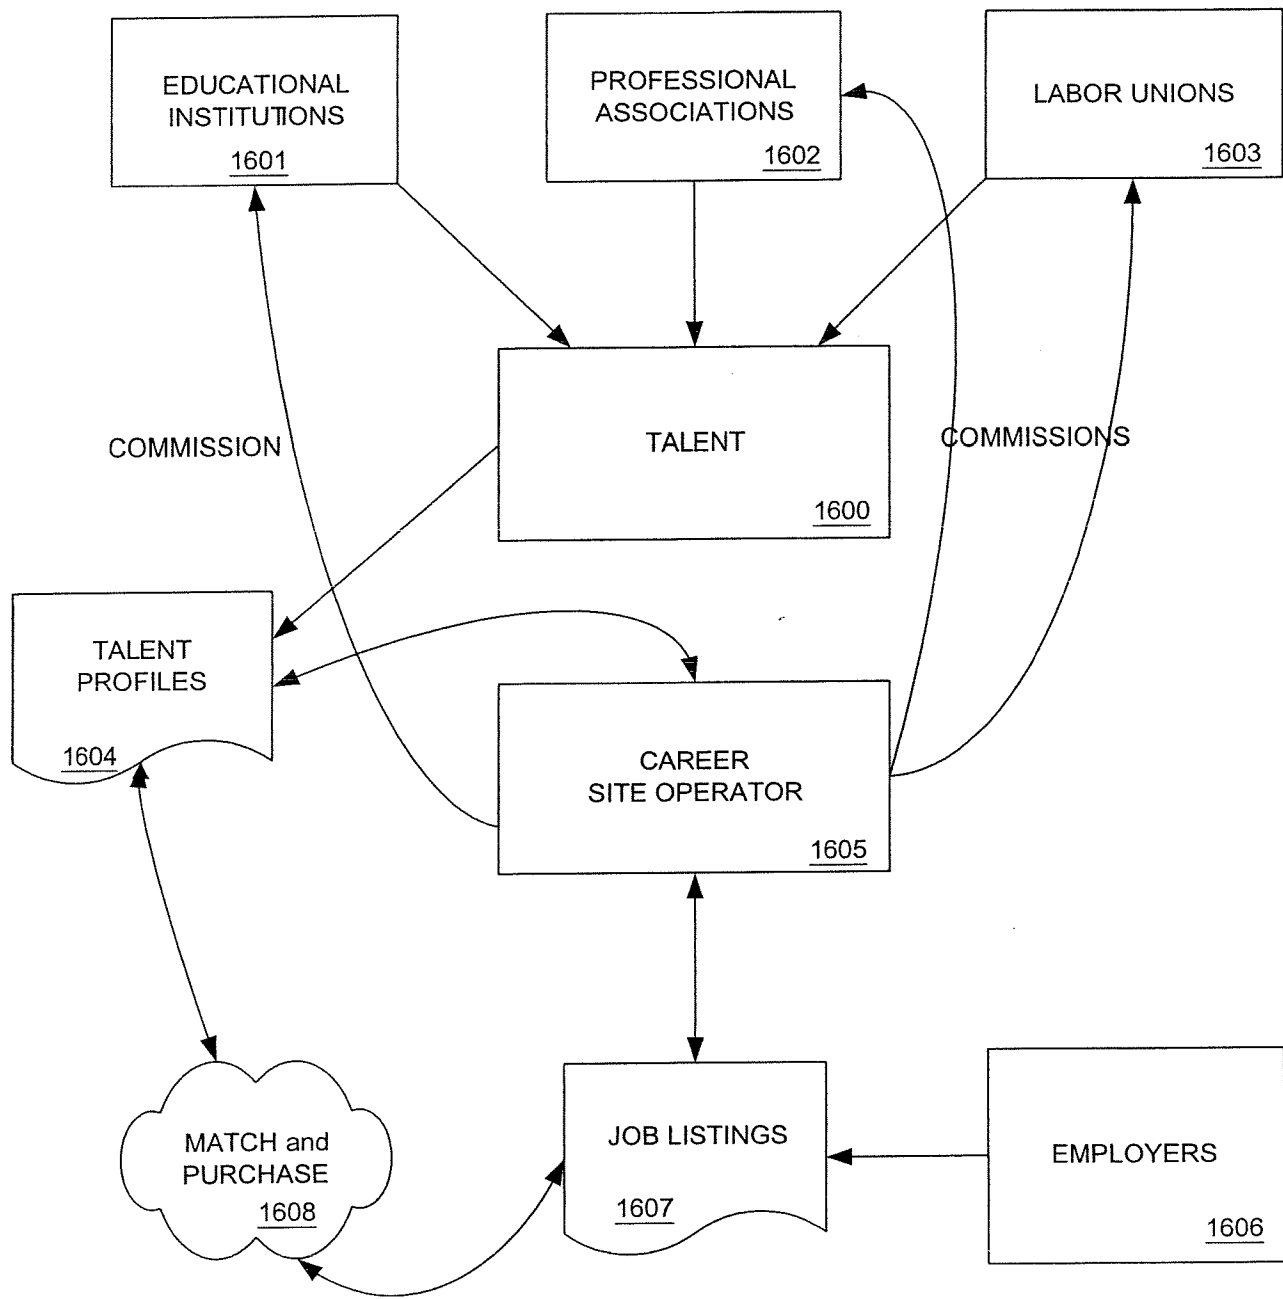 EDUCATIONAL
INSTITUTIONS
1601
PROFESSIONAL
ASSOCIATIONS
1602
LABOR UNIONS
1603
COMMISSION
TALENT
1600
COMMISSIONS
TALENT
PROFILES
1604
CAREER
SITE OPERATOR
1605
MATCH and
PURCHASE
1608
JOB LISTINGS
1607
EMPLOYERS
1606